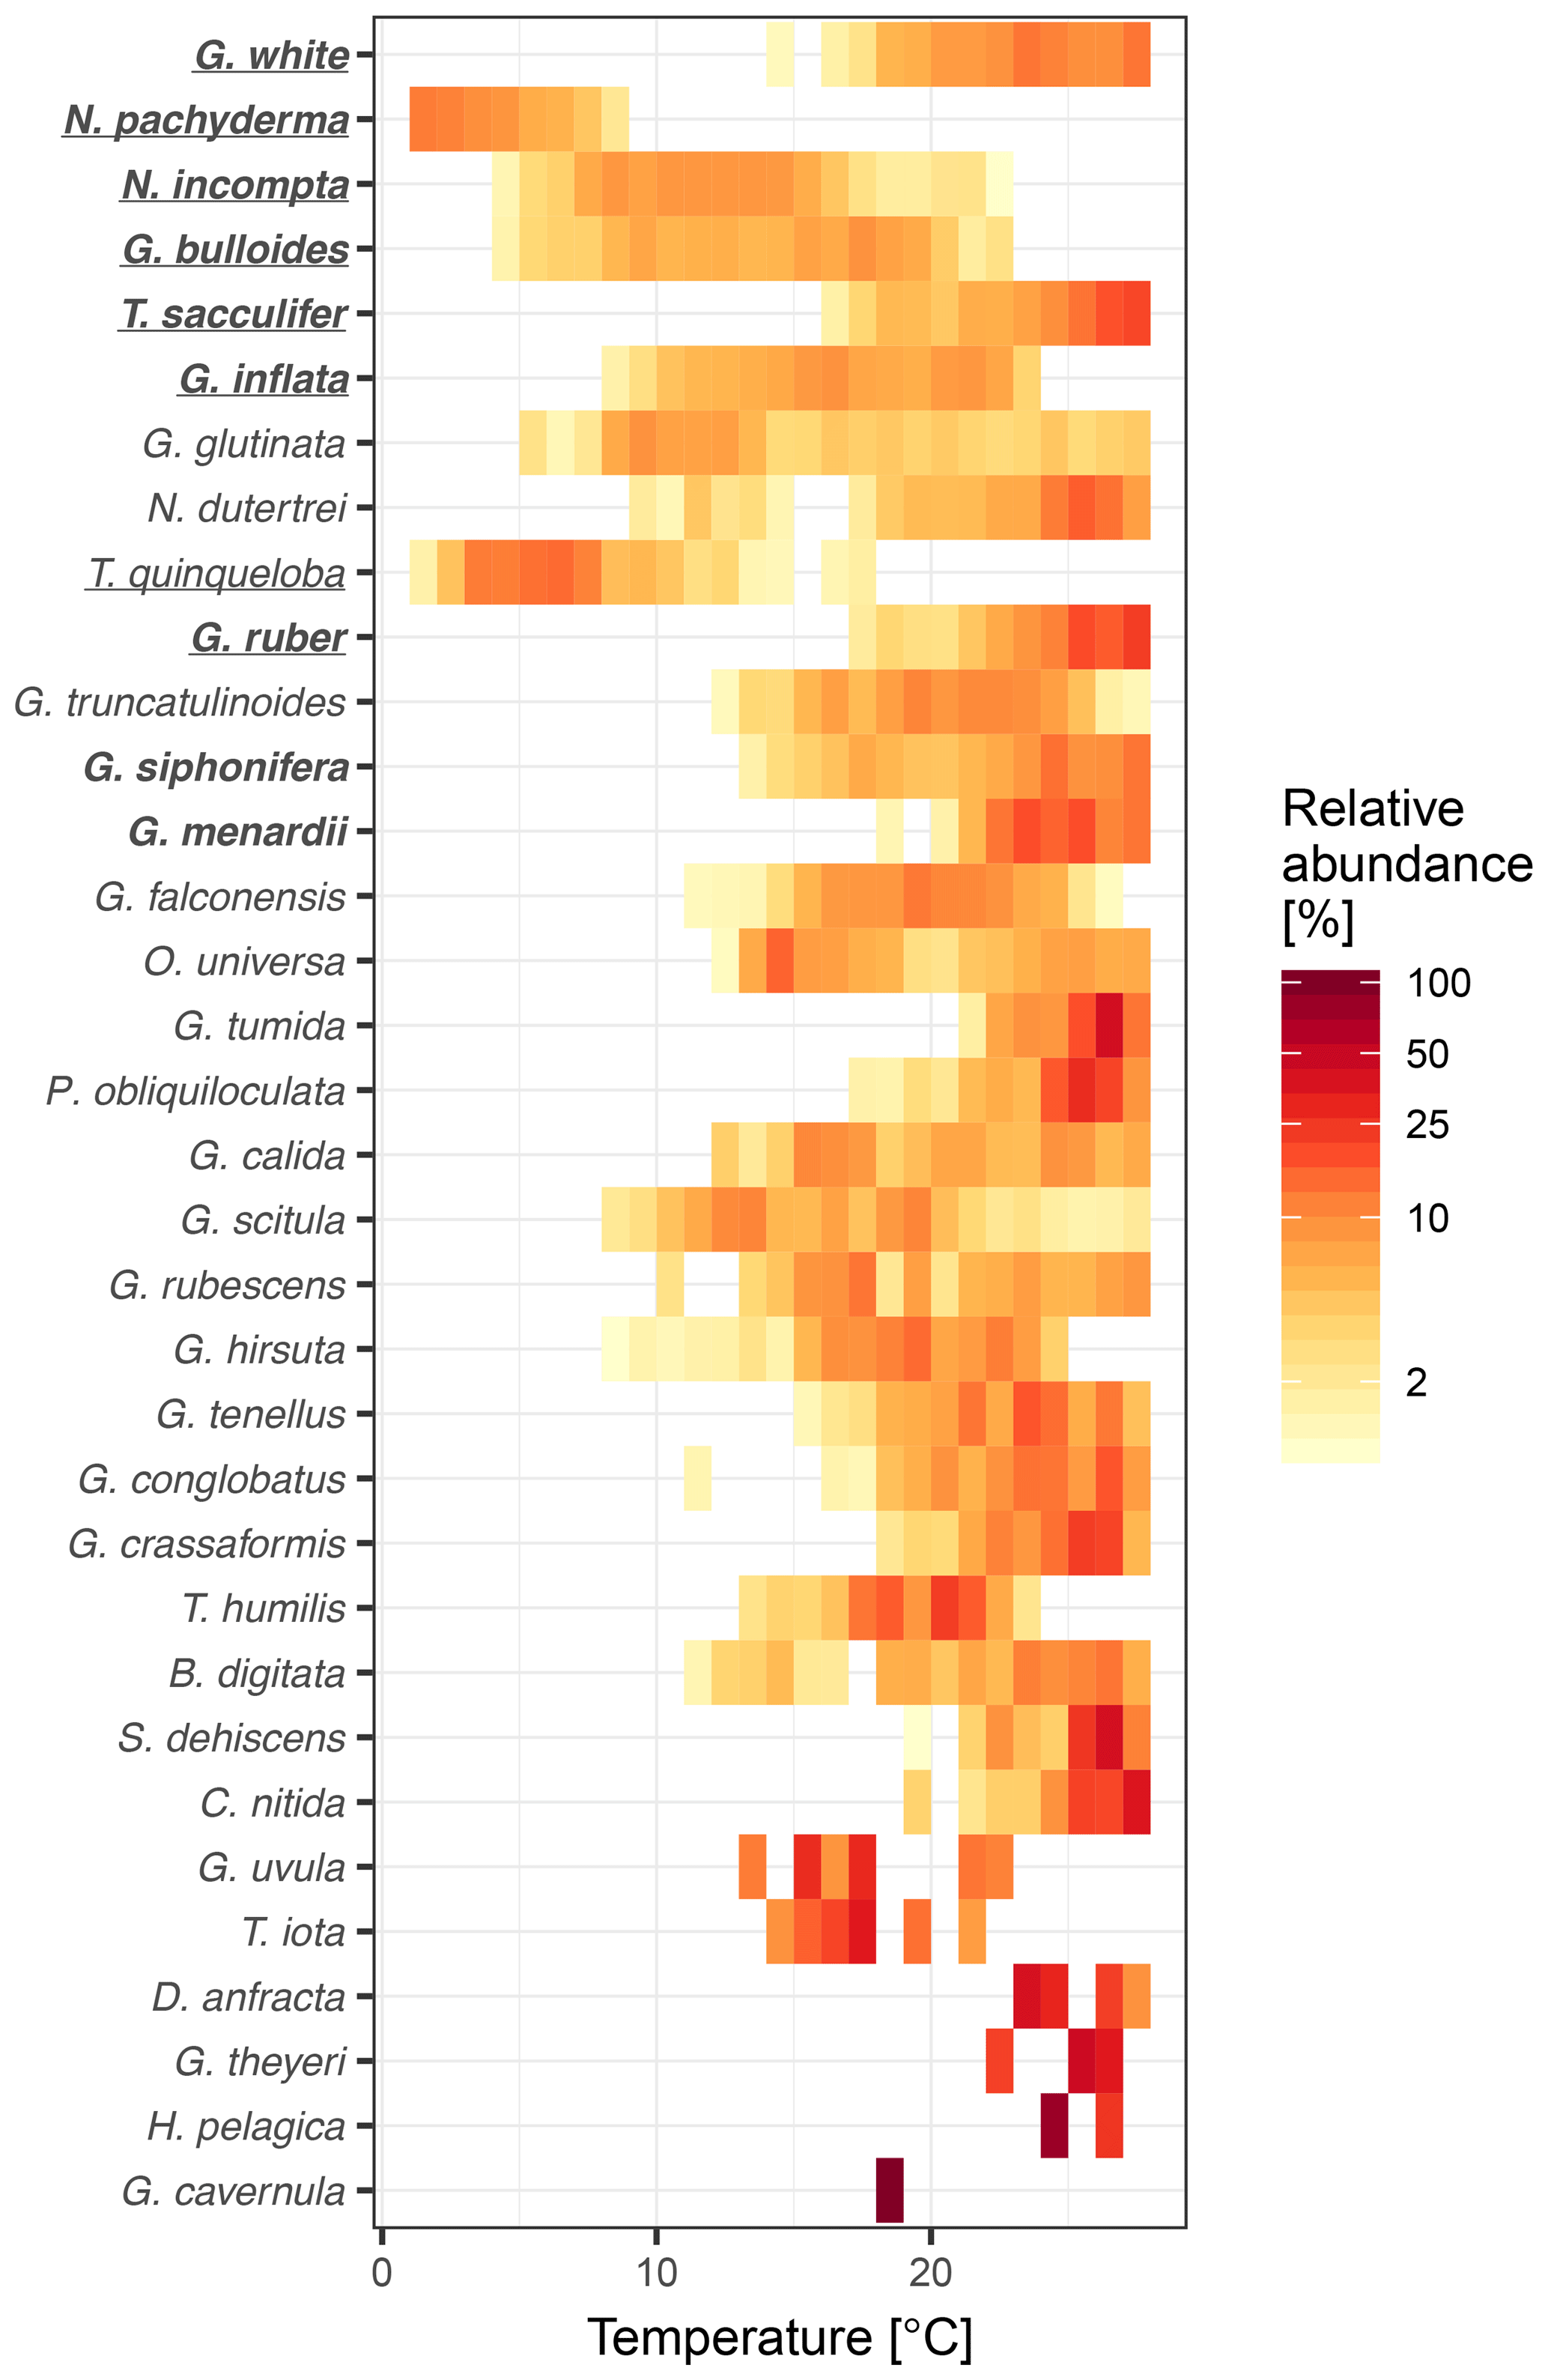 G. white
N. pachyderma
N. incompta
G. bulloides
T. sacculifer
G. inflata
G. glutinata
N. dutertrei
T. quinqueloba
G. ruber
G. truncatulinoides
G. siphonifera
G. menardii
G. falconensis
O. universa
G. tumida
P. obliquiloculata
G. calida
G. scitula
G. rubescens
G. hirsuta
G. tenellus
G. conglobatus
G. crassaformis
T. humilis
B. digitata
S. dehiscens
C. nitida
G. uvula
T. iota
D. anfracta
G. theyeri
H. pelagica
G. cavernula
0 10 20
Temperature [°C]
Relative
abundance
[%]
100
50
25
10
2